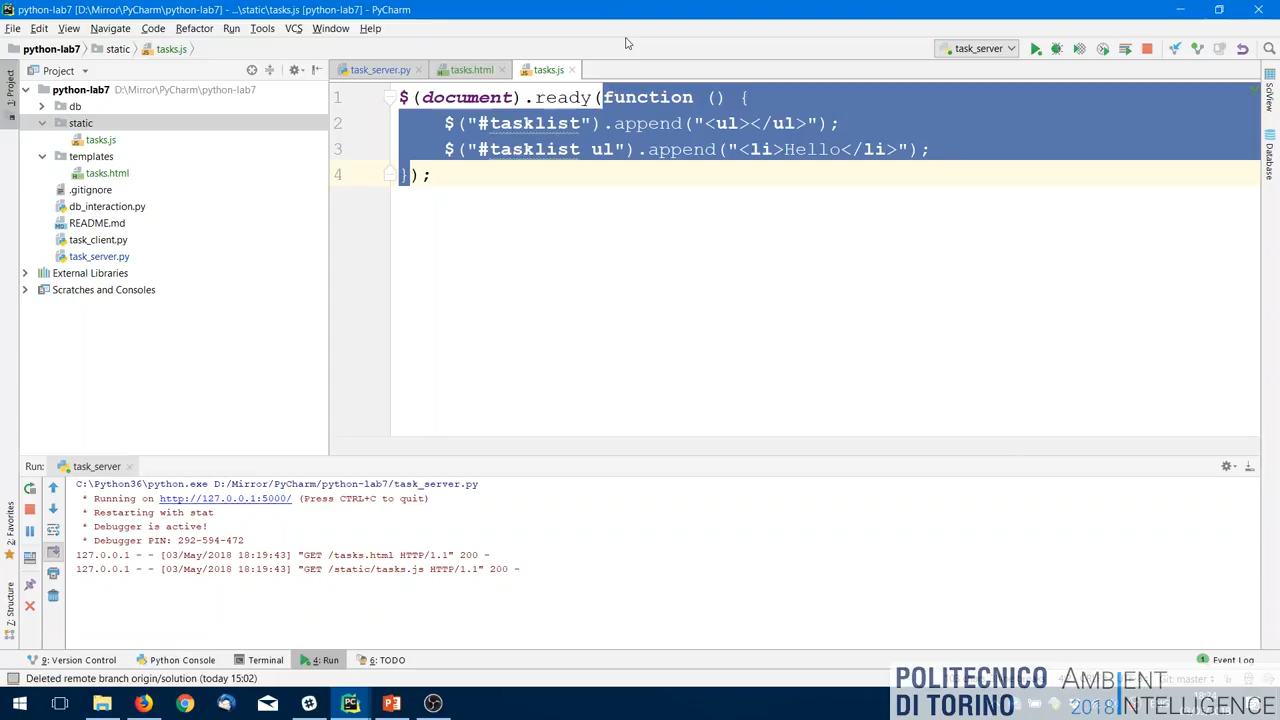 python-lab7 [D:\Mirror\PyCharm\python-lab7] - ...\static\tasks.js [python-lab7] - PyCharm
File Edit View Navigate Code Refactor Run Tools VCS Window Help
python-lab7 static tasks.js task_server
1: Project
Project
task_server.py tasks.html tasks.js
python-lab7 D:\Mirror\PyCharm\python-lab7
db
static
tasks.js
templates
tasks.html
.gitignore
db_interaction.py
README.md
task_client.py
task_server.py
External Libraries
Scratches and Consoles
1 $(document).ready(function () {
2 $("#tasklist").append("<ul></ul>");
3 $("#tasklist ul").append("<li>Hello</li>");
4 });
SciView
Database
Run: task_server
C:\Python36\python.exe D:/Mirror/PyCharm/python-lab7/task_server.py
* Running on http://127.0.0.1:5000/ (Press CTRL+C to quit)
* Restarting with stat
* Debugger is active!
* Debugger PIN: 292-594-472
127.0.0.1 - - [03/May/2018 18:19:43] "GET /tasks.html HTTP/1.1" 200 -
127.0.0.1 - - [03/May/2018 18:19:43] "GET /static/tasks.js HTTP/1.1" 200 -
2: Favorites
Z: Structure
9: Version Control Python Console Terminal 4: Run 6: TODO Event Log
Deleted remote branch origin/solution (today 15:02) Git: master
POLITECNICO DI TORINO
AMBIENT INTELLIGENCE 2018